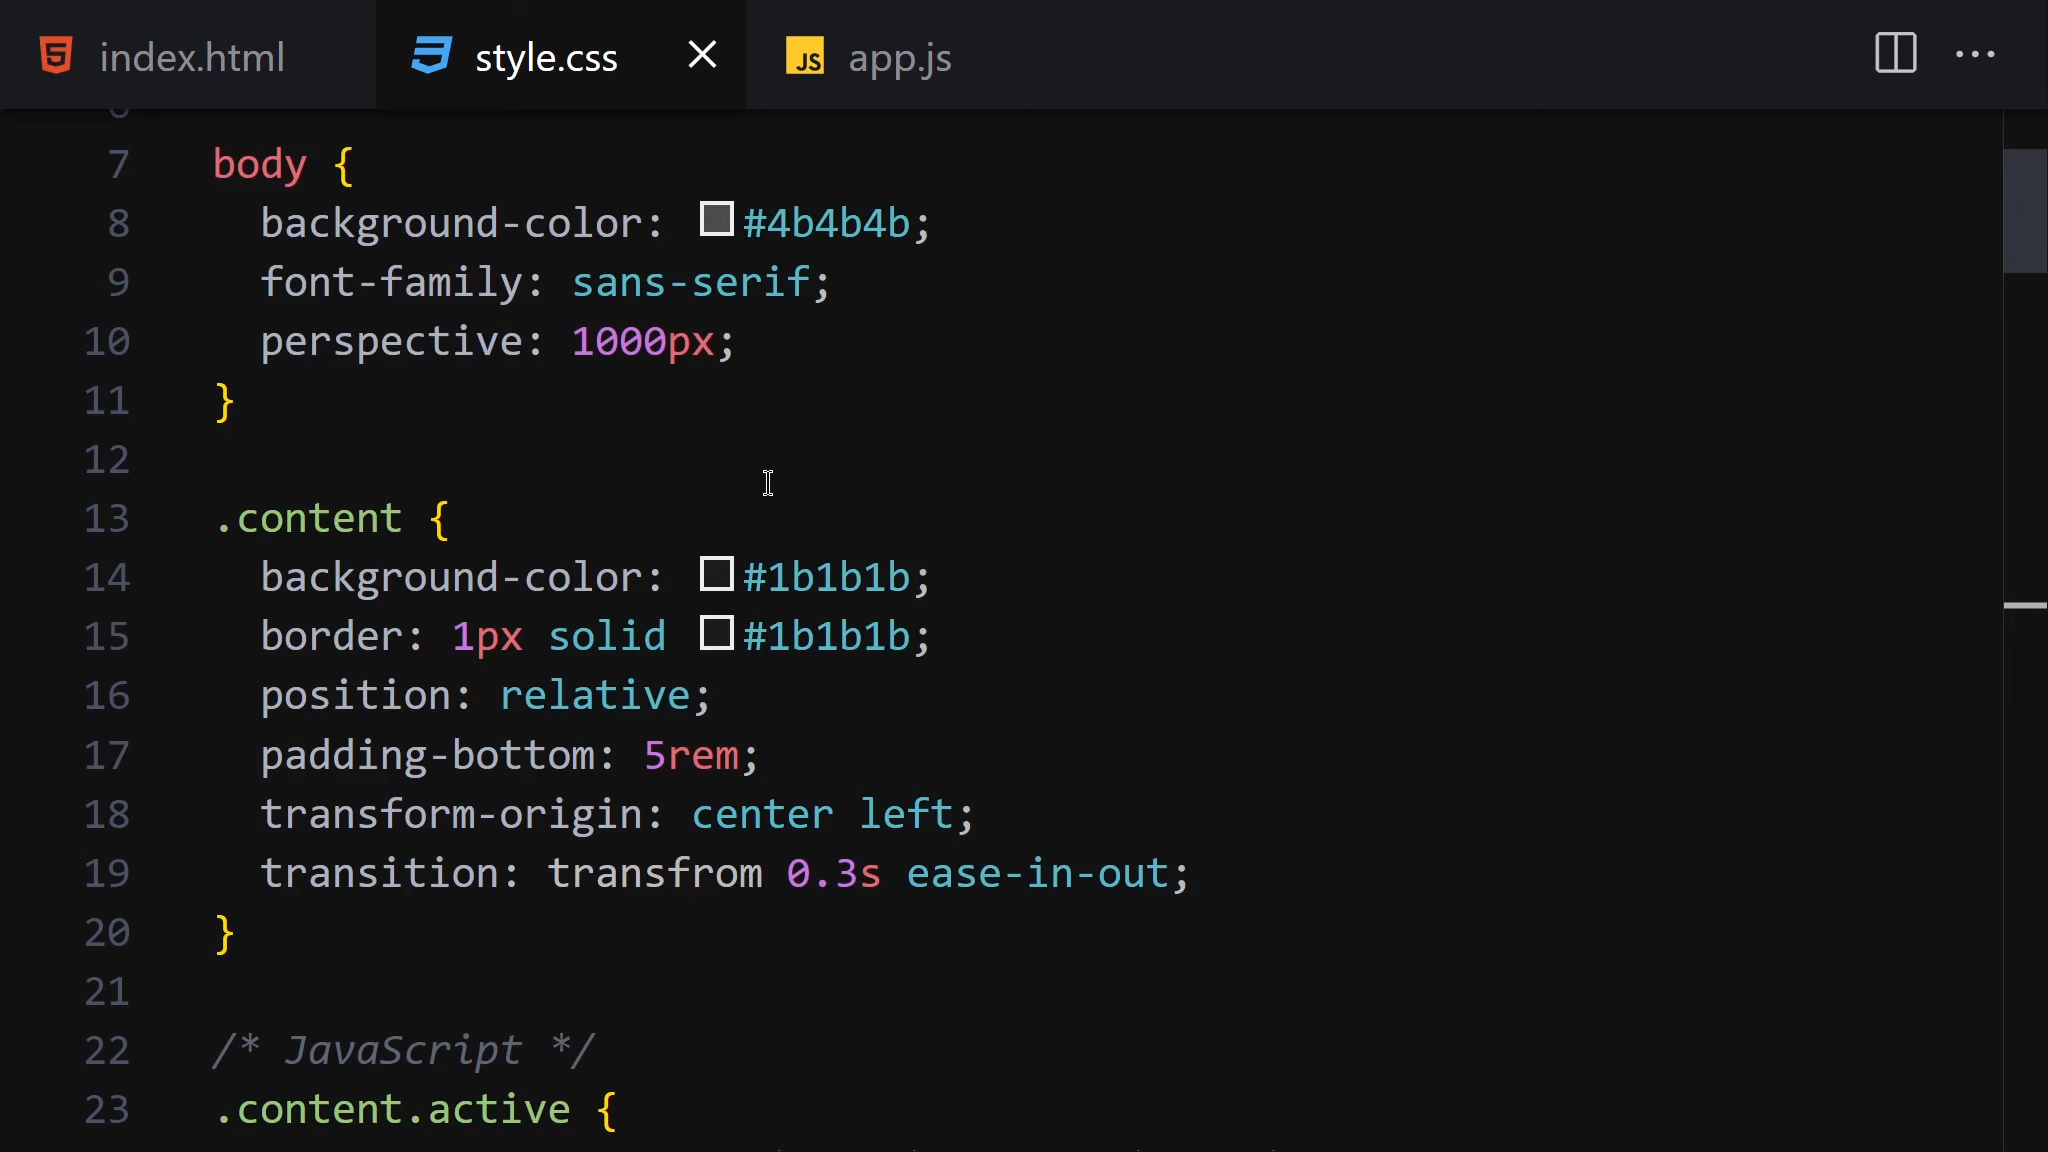 index.html style.css JS app.js
7 body {
8 background-color: #4b4b4b;
9 font-family: sans-serif;
10 perspective: 1000px;
11 }
12
13 .content {
14 background-color: #1b1b1b;
15 border: 1px solid #1b1b1b;
16 position: relative;
17 padding-bottom: 5rem;
18 transform-origin: center left;
19 transition: transfrom 0.3s ease-in-out;
20 }
21
22 /* JavaScript */
23 .content.active {